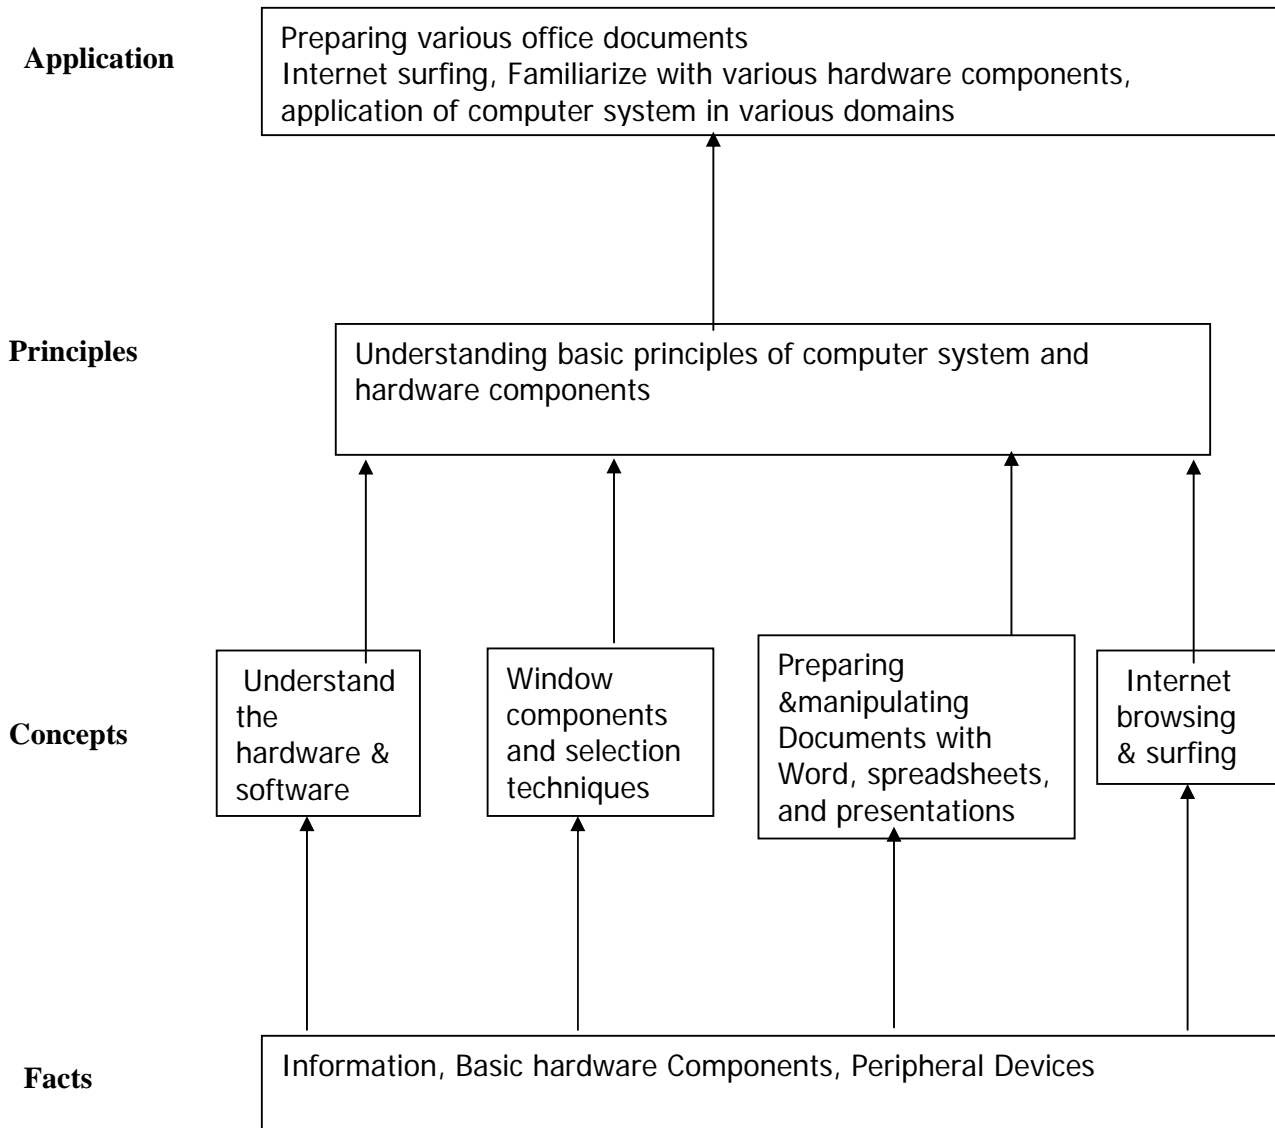 Application
Preparing various office documents
Internet surfing, Familiarize with various hardware components,
application of computer system in various domains
Principles
Understanding basic principles of computer system and
hardware components
Concepts
Understand
the
hardware &
software
Window
components
and selection
techniques
Preparing
&manipulating
Documents with
Word, spreadsheets,
and presentations
Internet
browsing
& surfing
Facts
Information, Basic hardware Components, Peripheral Devices